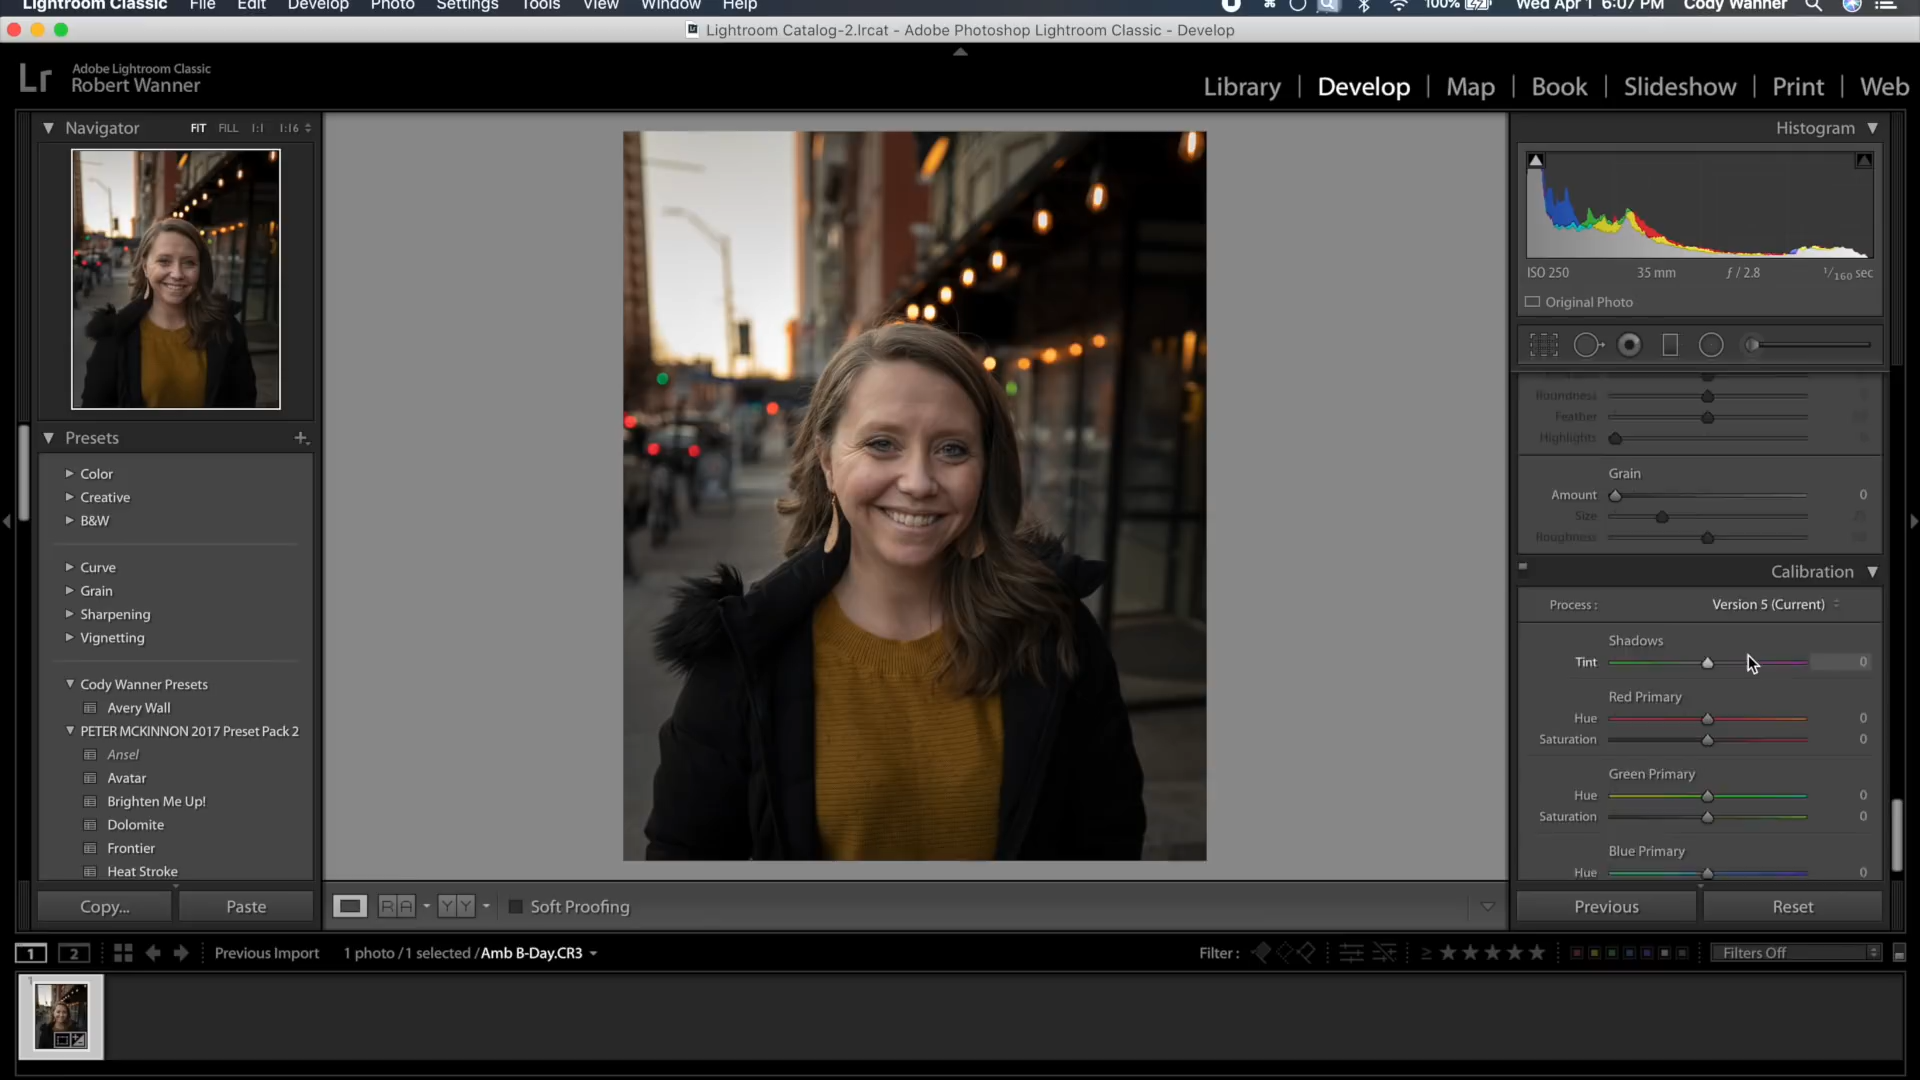 Lightroom Classic File Edit Develop Photo Settings Tools View Window Help 100% Wed Apr 1 6:07 PM Cody Wanner
Lightroom Catalog-2.lrcat - Adobe Photoshop Lightroom Classic - Develop
Lr Adobe Lightroom Classic
Robert Wanner
Library | Develop | Map | Book | Slideshow | Print | Web
Navigator FIT FILL 1:1 1:16
Histogram
ISO 250 35 mm ƒ / 2.8 1/160 sec
Original Photo
Presets +
Color
Creative
B&W
Curve
Grain
Sharpening
Vignetting
Cody Wanner Presets
Avery Wall
PETER MCKINNON 2017 Preset Pack 2
Ansel
Avatar
Brighten Me Up!
Dolomite
Frontier
Heat Stroke
Copy... Paste
Roundness
Feather
Highlights
Grain
Amount 0
Size
Roughness
Calibration
Process : Version 5 (Current)
Shadows
Tint 0
Red Primary
Hue 0
Saturation 0
Green Primary
Hue 0
Saturation 0
Blue Primary
Hue 0
Previous Reset
R A Y Y Soft Proofing
1 2 Previous Import 1 photo / 1 selected / Amb B-Day.CR3 Filter : ≥ ★★★★★ Filters Off